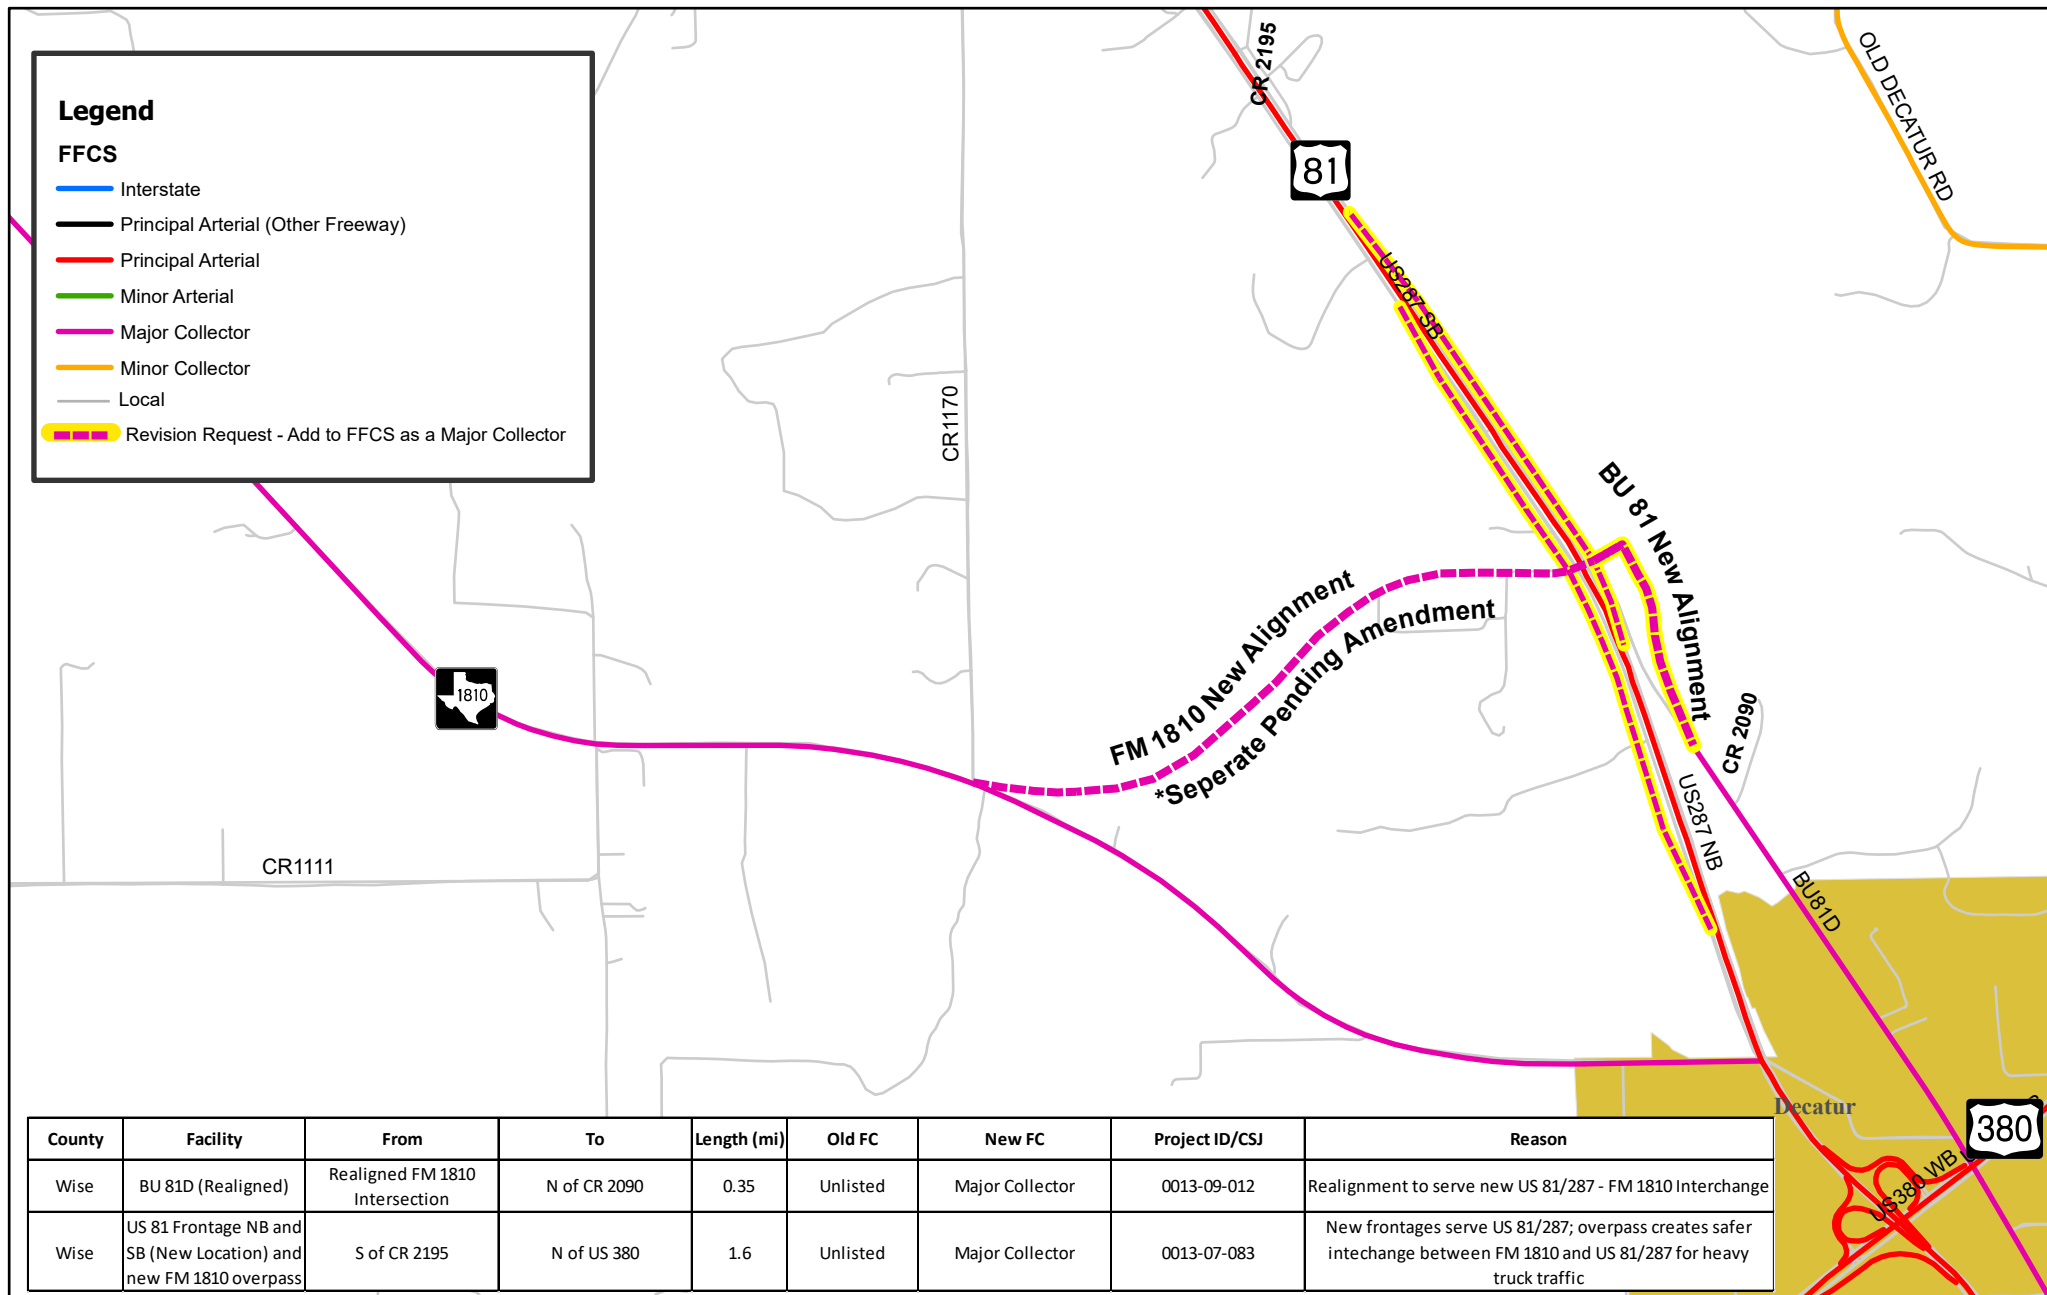 Legend
FFCS
Interstate
Principal Arterial (Other Freeway)
Principal Arterial
Minor Arterial
Major Collector
Minor Collector
Local
Revision Request - Add to FFCS as a Major Collector
CR 2195
81
OLD DECATUR RD
US287 SB
CR1170
BU 81 New Alignment
FM 1810 New Alignment
*Seperate Pending Amendment
1810
CR 2090
US287 NB
CR1111
BU81D
Decatur
380
US380 WB
County Facility From To Length (mi) Old FC New FC Project ID/CSJ Reason
Wise BU 81D (Realigned) Realigned FM 1810 Intersection N of CR 2090 0.35 Unlisted Major Collector 0013-09-012 Realignment to serve new US 81/287 - FM 1810 Interchange
Wise US 81 Frontage NB and SB (New Location) and new FM 1810 overpass S of CR 2195 N of US 380 1.6 Unlisted Major Collector 0013-07-083 New frontages serve US 81/287; overpass creates safer intechange between FM 1810 and US 81/287 for heavy truck traffic